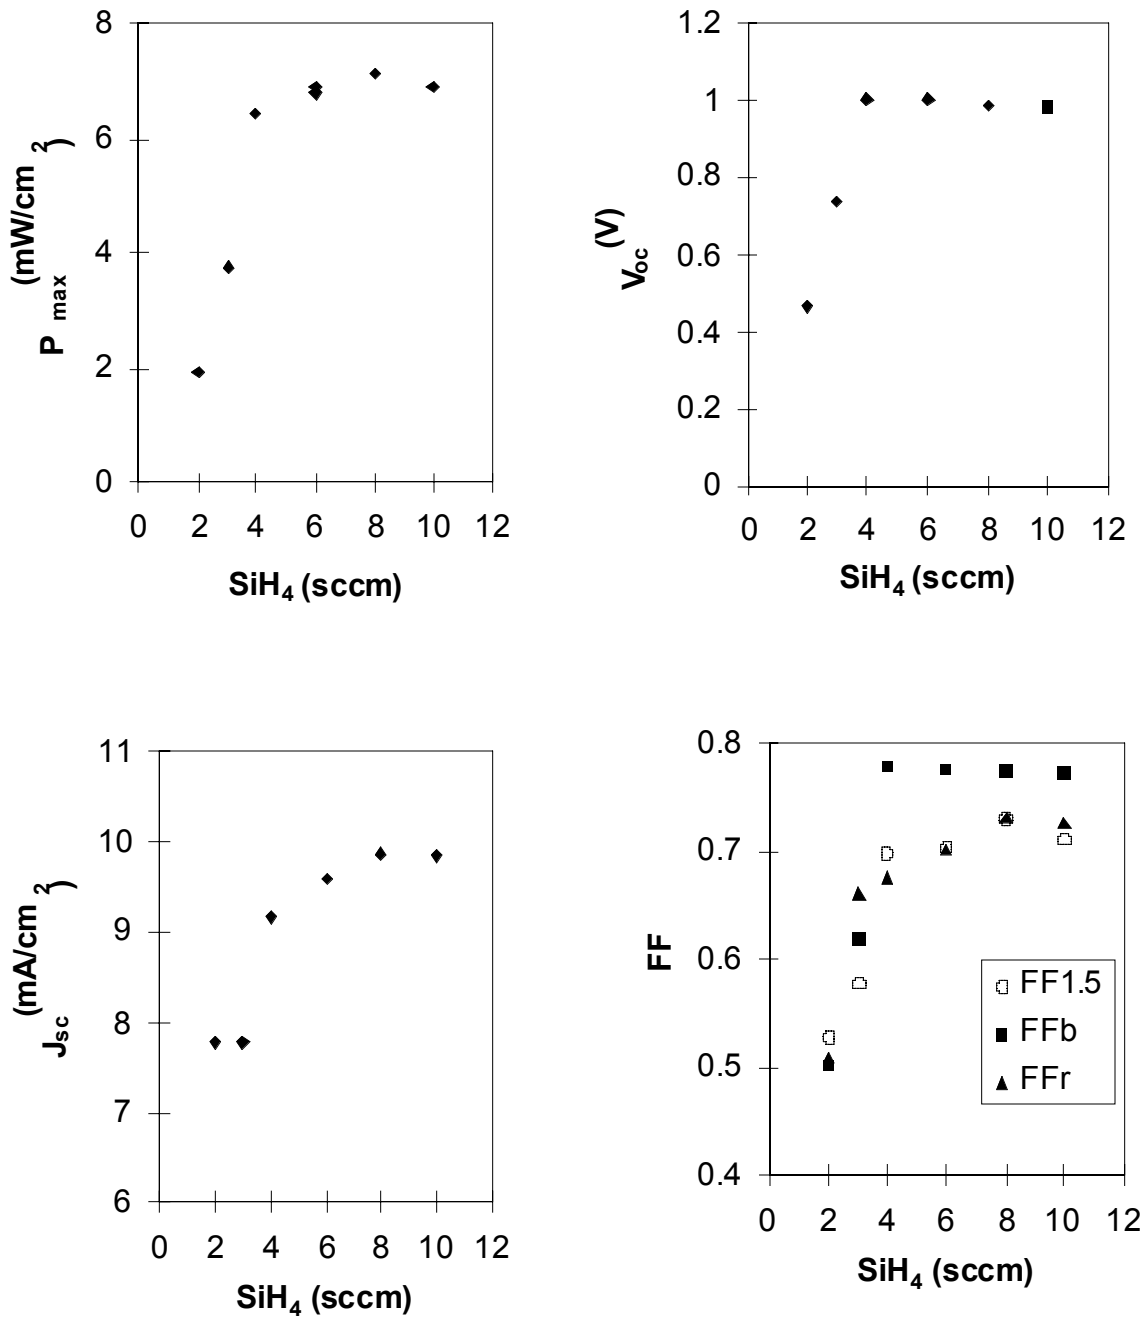 8
6
4
2
0
P max (mW/cm 2 )
0 2 4 6 8 10 12
SiH4 (sccm)
1.2
1
0.8
0.6
0.4
0.2
0
Voc (V)
0 2 4 6 8 10 12
SiH4 (sccm)
11
10
9
8
7
6
Jsc (mA/cm 2 )
0 2 4 6 8 10 12
SiH4 (sccm)
0.8
0.7
0.6
0.5
0.4
FF
FF1.5
FFb
FFr
0 2 4 6 8 10 12
SiH4 (sccm)